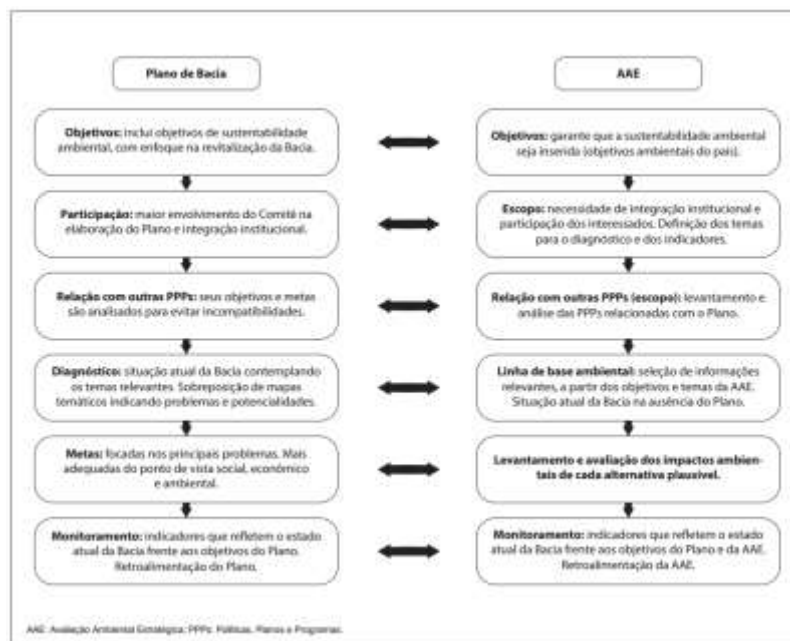 Plano de Bacia
AAE
Objetivos: inclui objetivos de sustentabilidade
ambiental, com enfoque na revitalização da Bacia.
Objetivos: garante que a sustentabilidade ambiental
seja inserida (objetivos ambientais do país).
Participação: maior envolvimento do Comitê na
elaboração do Plano e integração institucional.
Escopo: necessidade de integração institucional e
participação dos interessados. Definição dos temas
para o diagnóstico e dos indicadores.
Relação com outras PPPs: seus objetivos e metas
são analisados para evitar incompatibilidades.
Relação com outras PPPs (escopo): levantamento e
análise das PPPs relacionadas com o Plano.
Diagnóstico: situação atual da Bacia contemplando
os temas relevantes. Sobreposição de mapas
temáticos indicando problemas e potencialidades.
Linha de base ambiental: seleção de informações
relevantes, a partir dos objetivos e temas da AAE.
Situação atual da Bacia na ausência do Plano.
Metas: focadas nos principais problemas. Mais
adequadas do ponto de vista social, econômico
e ambiental.
Levantamento e avaliação dos impactos ambien-
tais de cada alternativa plausível.
Monitoramento: indicadores que refletem o estado
atual da Bacia frente aos objetivos do Plano.
Retroalimentação do Plano.
Monitoramento: indicadores que refletem o estado
atual da Bacia frente aos objetivos do Plano e da AAE.
Retroalimentação da AAE.
AAE: Avaliação Ambiental Estratégica; PPPs: Políticas, Planos e Programas.